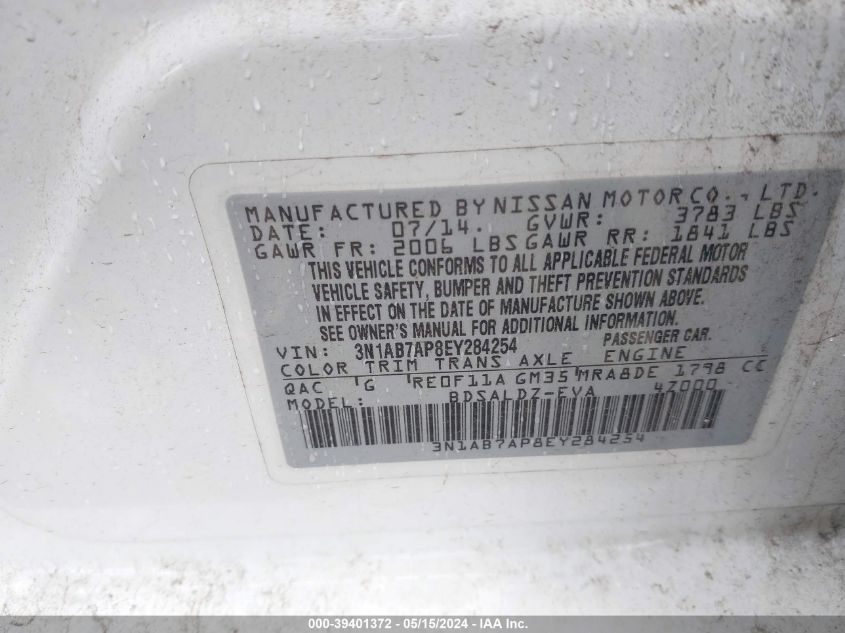 MANUFACTURED BY NISSAN MOTOR CO., LTD.
DATE: 07/14. GVWR: 3783 LBS
GAWR FR: 2006 LBS GAWR RR: 1841 LBS
THIS VEHICLE CONFORMS TO ALL APPLICABLE FEDERAL MOTOR
VEHICLE SAFETY, BUMPER AND THEFT PREVENTION STANDARDS
IN EFFECT ON THE DATE OF MANUFACTURE SHOWN ABOVE.
SEE OWNER'S MANUAL FOR ADDITIONAL INFORMATION.
VIN: 3N1AB7AP8EY284254 PASSENGER CAR.
COLOR TRIM TRANS AXLE ENGINE
QAC 'G 'RE0F11A GM35'MRA8DE 1798 CC
MODEL: BDSALDZ-EVA 4Z000
3N1AB7AP8EY284254
000-39401372 - 05/15/2024 - IAA Inc.